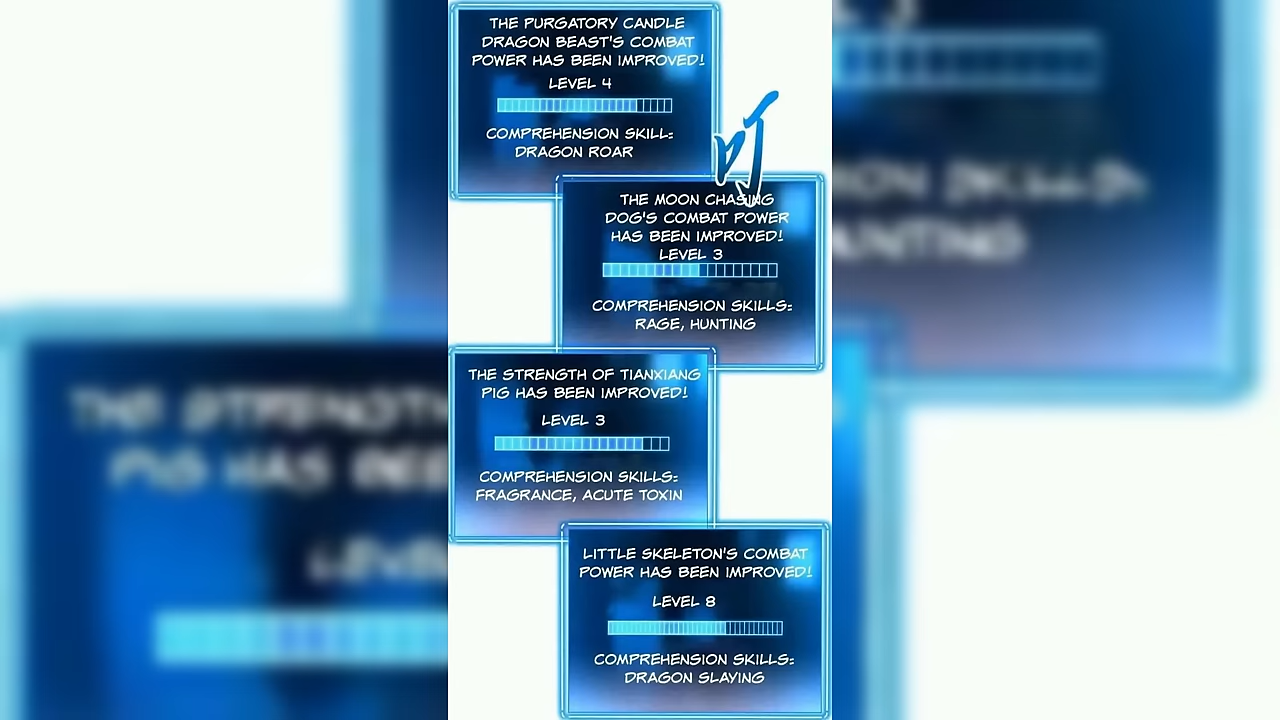 THE PURGATORY CANDLE
DRAGON BEAST'S COMBAT
POWER HAS BEEN IMPROVED!
LEVEL 4
COMPREHENSION SKILL:
DRAGON ROAR
叮
THE MOON CHASING
DOG'S COMBAT POWER
HAS BEEN IMPROVED!
LEVEL 3
COMPREHENSION SKILLS:
RAGE, HUNTING
THE STRENGTH OF TIANXIANG
PIG HAS BEEN IMPROVED!
LEVEL 3
COMPREHENSION SKILLS:
FRAGRANCE, ACUTE TOXIN
LITTLE SKELETON'S COMBAT
POWER HAS BEEN IMPROVED!
LEVEL 8
COMPREHENSION SKILLS:
DRAGON SLAYING